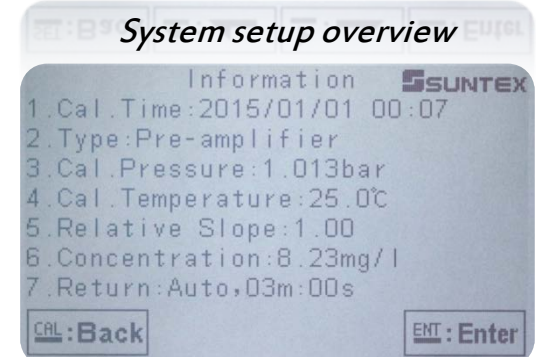 System setup overview
Information SUNTEX
1.Cal.Time:2015/01/01 00:07
2.Type:Pre-amplifier
3.Cal.Pressure:1.013bar
4.Cal.Temperature:25.0℃
5.Relative Slope:1.00
6.Concentration:8.23mg/l
7.Return:Auto,03m:00s
CAL:Back ENT:Enter